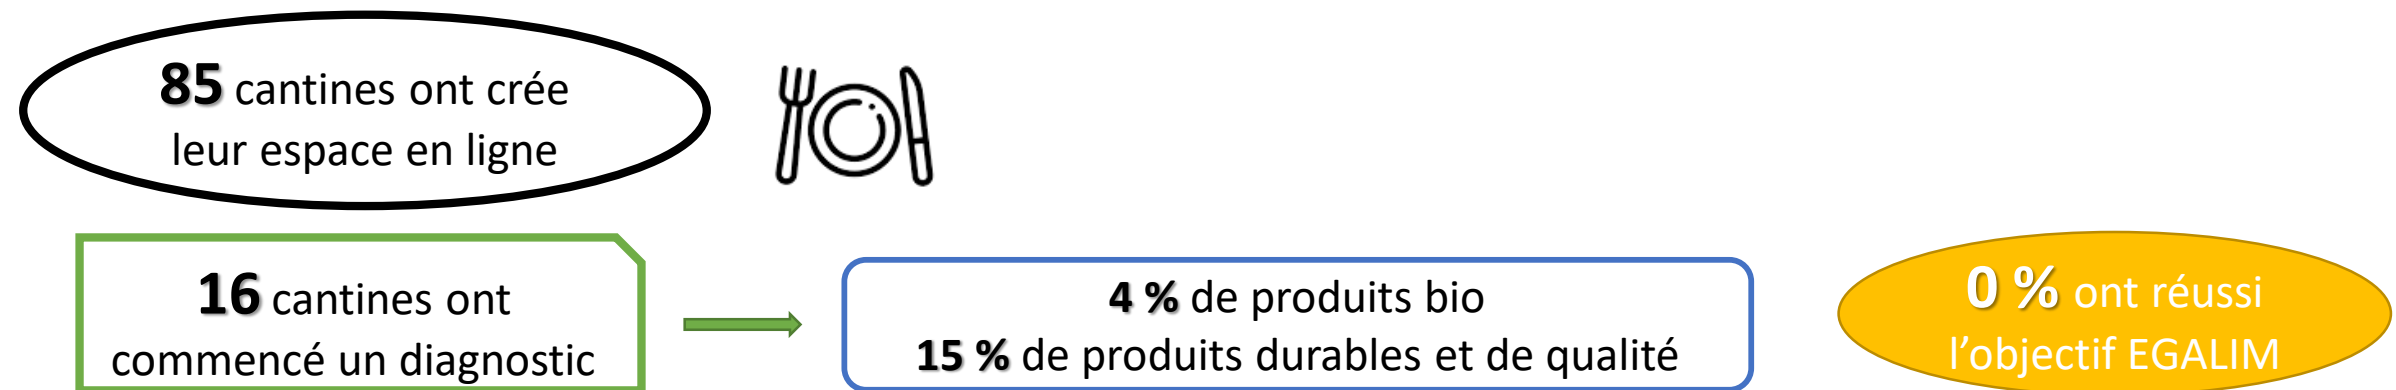 85 cantines ont crée
leur espace en ligne
16 cantines ont
commencé un diagnostic
4 % de produits bio
15 % de produits durables et de qualité
0 % ont réussi
l’objectif EGALIM